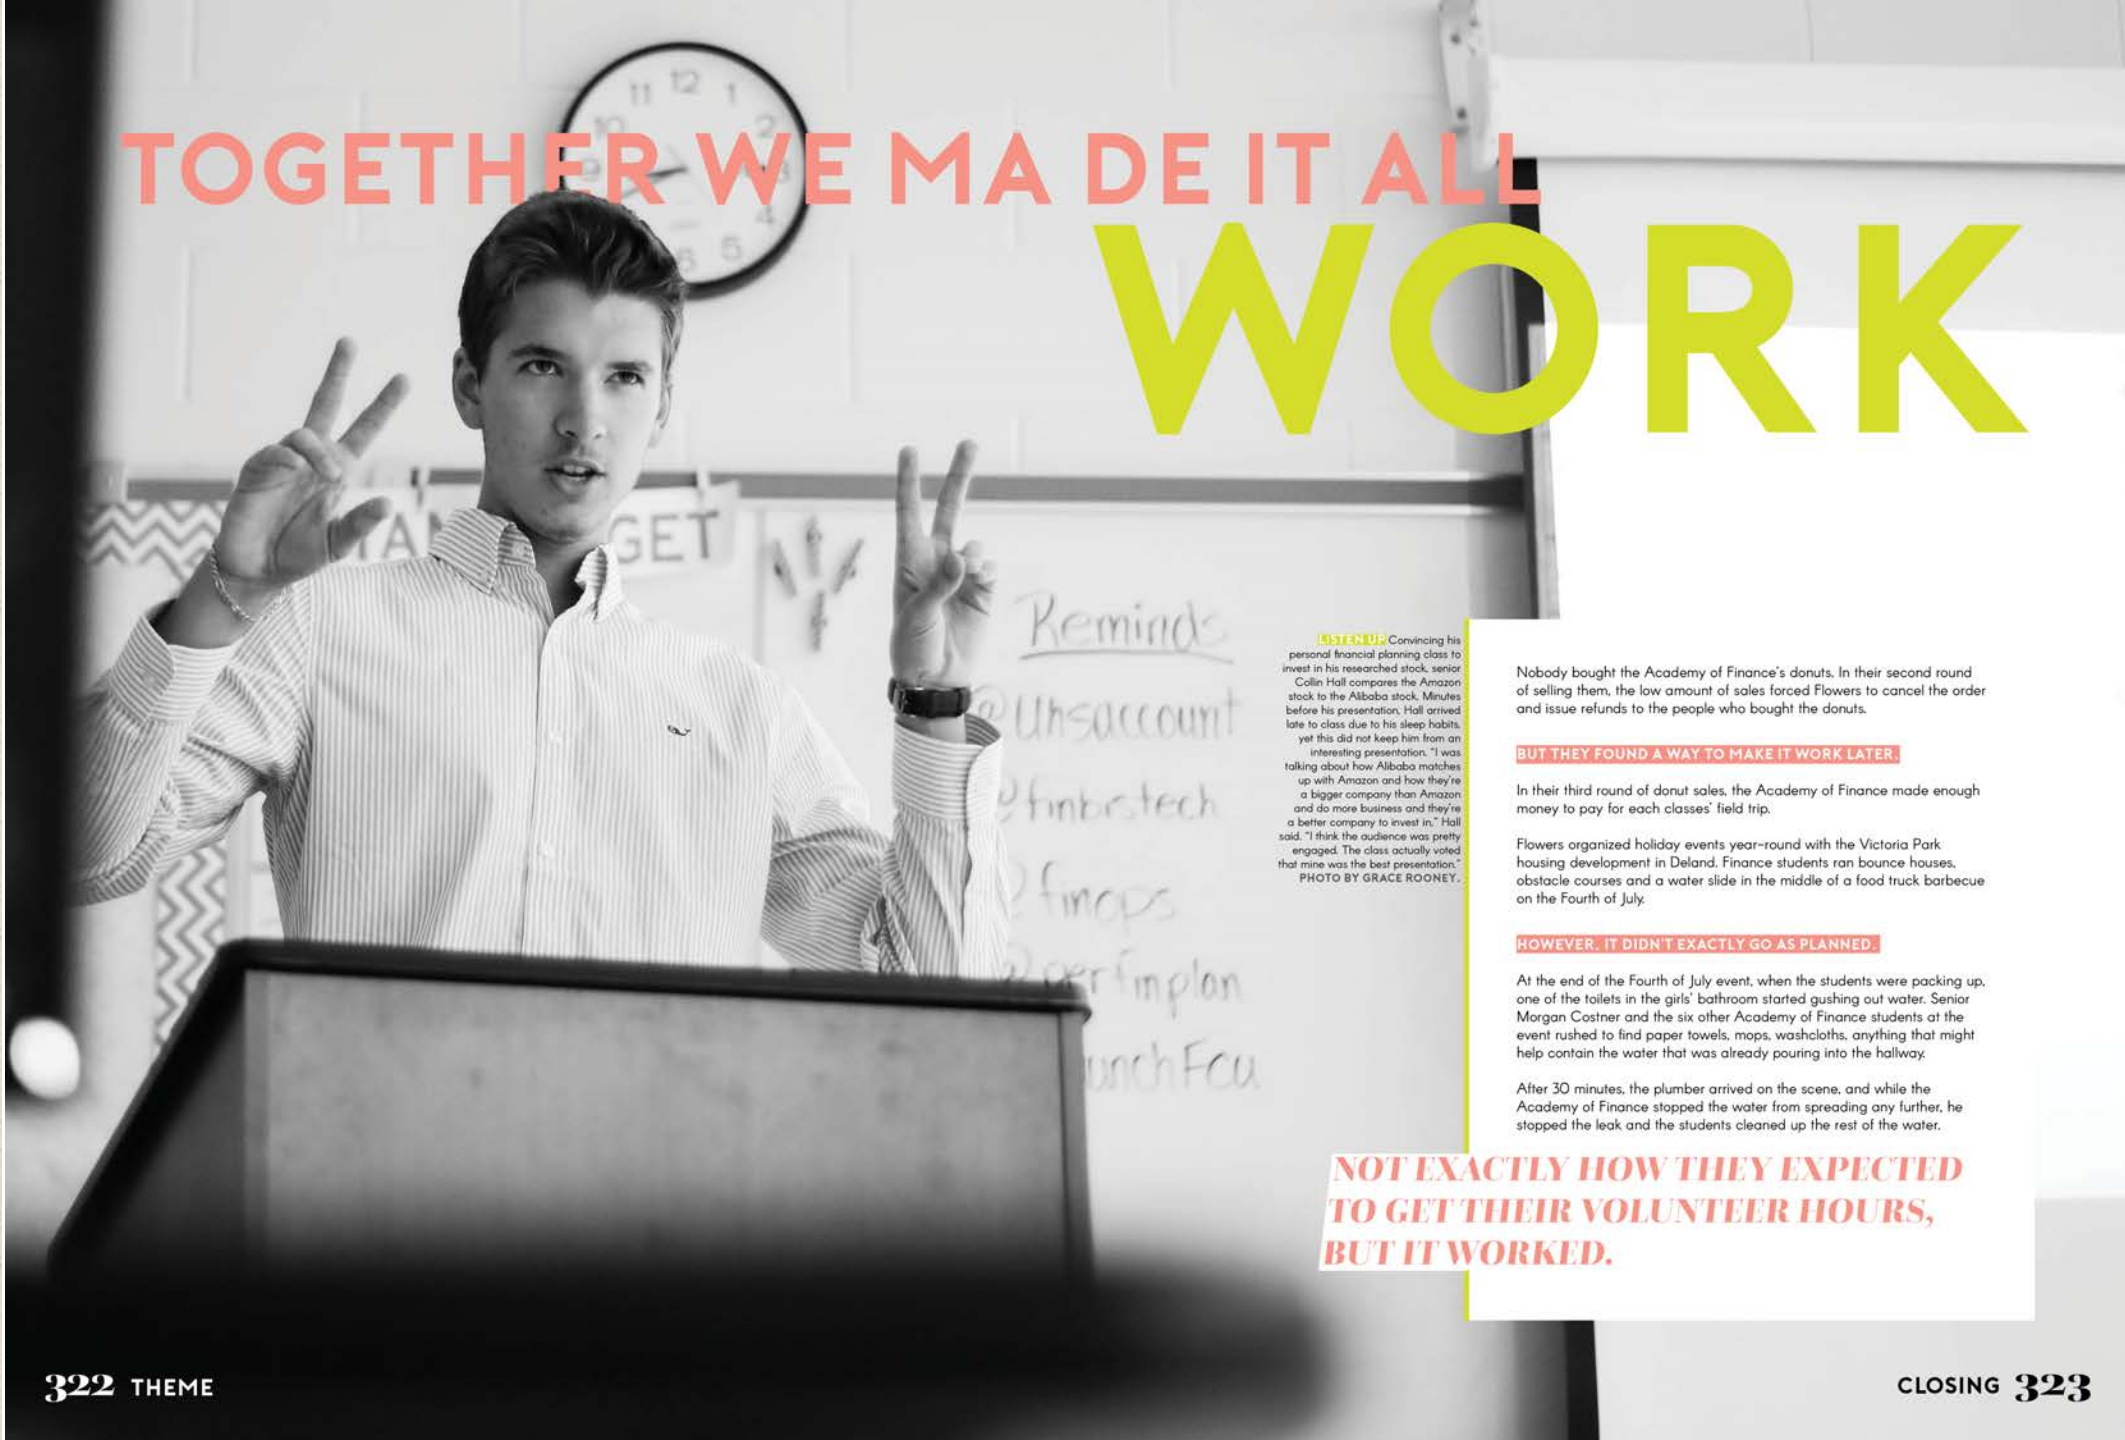 11 12 1
10 2
9 3
4
6 5
TOGETHER WE MADE IT ALL
WORK
GET
Reminds
@unsaccount
@finbrstech
@finops
@perfinplan
unchFcu
LISTEN UP Convincing his
personal financial planning class to
invest in his researched stock, senior
Collin Hall compares the Amazon
stock to the Alibaba stock. Minutes
before his presentation, Hall arrived
late to class due to his sleep habits,
yet this did not keep him from an
interesting presentation. "I was
talking about how Alibaba matches
up with Amazon and how they're
a bigger company than Amazon
and do more business and they're
a better company to invest in," Hall
said. "I think the audience was pretty
engaged. The class actually voted
that mine was the best presentation."
PHOTO BY GRACE ROONEY.
Nobody bought the Academy of Finance's donuts. In their second round
of selling them, the low amount of sales forced Flowers to cancel the order
and issue refunds to the people who bought the donuts.
BUT THEY FOUND A WAY TO MAKE IT WORK LATER.
In their third round of donut sales, the Academy of Finance made enough
money to pay for each classes' field trip.
Flowers organized holiday events year-round with the Victoria Park
housing development in Deland. Finance students ran bounce houses,
obstacle courses and a water slide in the middle of a food truck barbecue
on the Fourth of July.
HOWEVER, IT DIDN'T EXACTLY GO AS PLANNED.
At the end of the Fourth of July event, when the students were packing up,
one of the toilets in the girls' bathroom started gushing out water. Senior
Morgan Costner and the six other Academy of Finance students at the
event rushed to find paper towels, mops, washcloths, anything that might
help contain the water that was already pouring into the hallway.
After 30 minutes, the plumber arrived on the scene, and while the
Academy of Finance stopped the water from spreading any further, he
stopped the leak and the students cleaned up the rest of the water.
NOT EXACTLY HOW THEY EXPECTED
TO GET THEIR VOLUNTEER HOURS,
BUT IT WORKED.
322 THEME
CLOSING 323